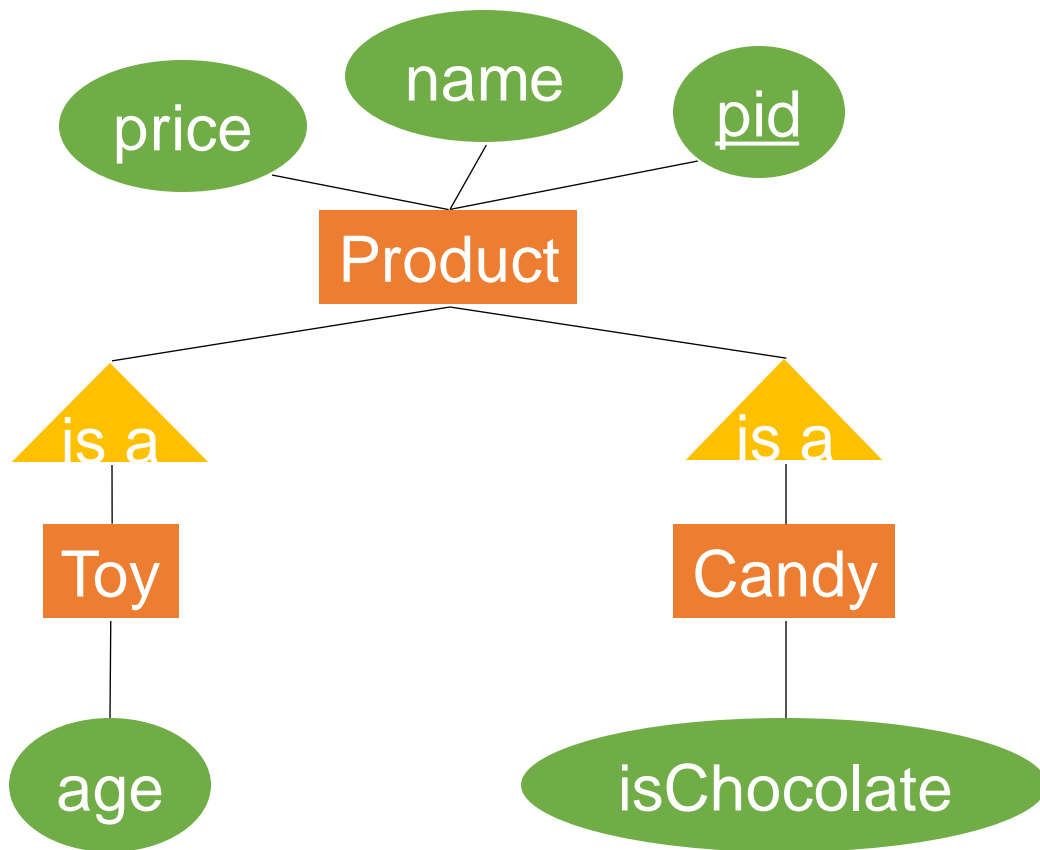 name
price
pid
Product
is a
is a
Toy
Candy
age
isChocolate